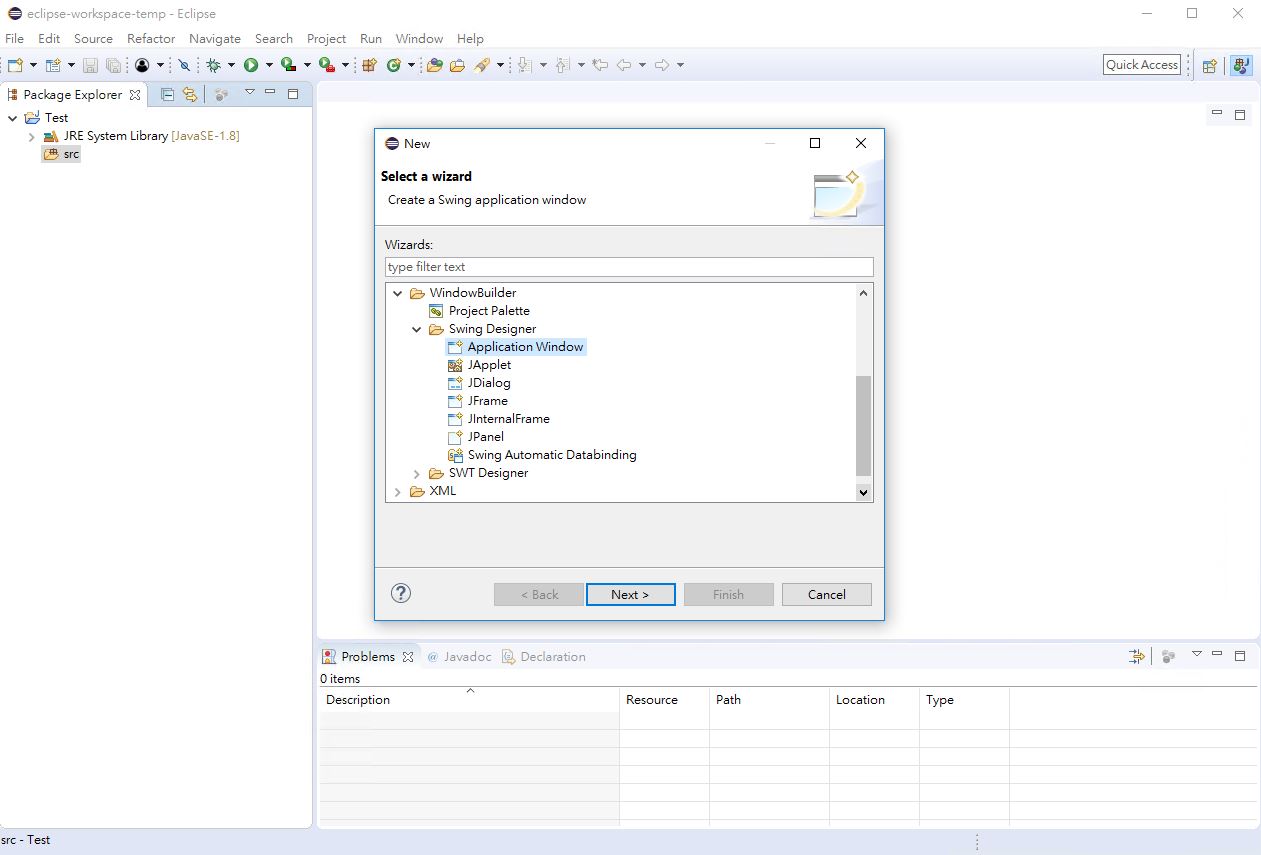 eclipse-workspace-temp - Eclipse
File Edit Source Refactor Navigate Search Project Run Window Help
Quick Access
Package Explorer
Test
JRE System Library [JavaSE-1.8]
src
New
Select a wizard
Create a Swing application window
Wizards:
type filter text
WindowBuilder
Project Palette
Swing Designer
Application Window
JApplet
JDialog
JFrame
JInternalFrame
JPanel
Swing Automatic Databinding
SWT Designer
XML
< Back Next > Finish Cancel
Problems @ Javadoc Declaration
0 items
Description Resource Path Location Type
src - Test